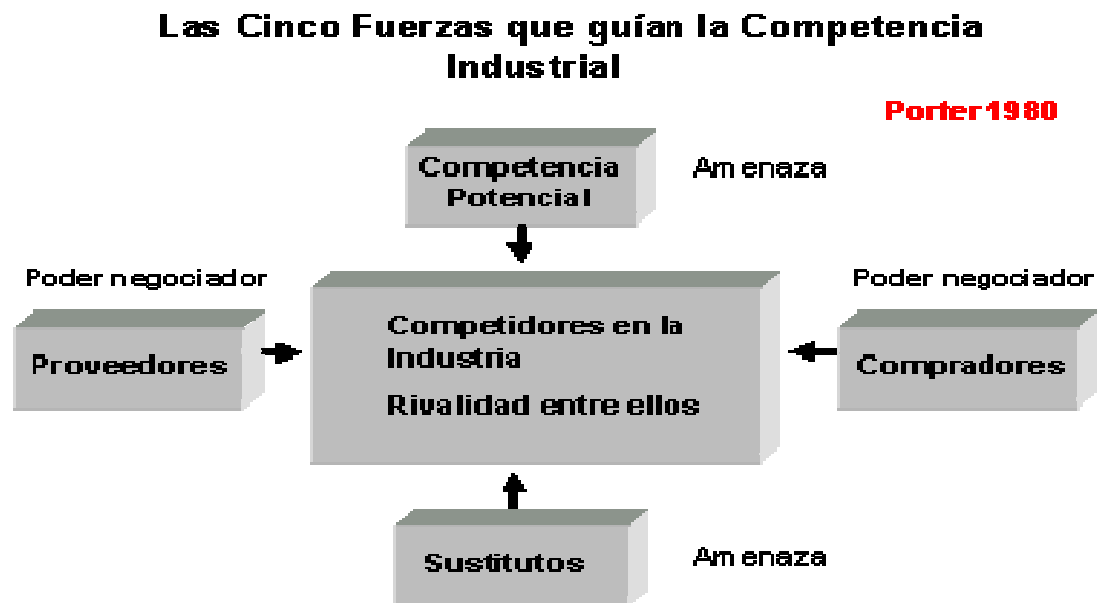 Las Cinco Fuerzas que guían la Competencia
Industrial
Porter 1980
Competencia
Potencial
Amenaza
Poder negociador
Poder negociador
Proveedores
Competidores en la
Industria
Rivalidad entre ellos
Compradores
Sustitutos
Amenaza